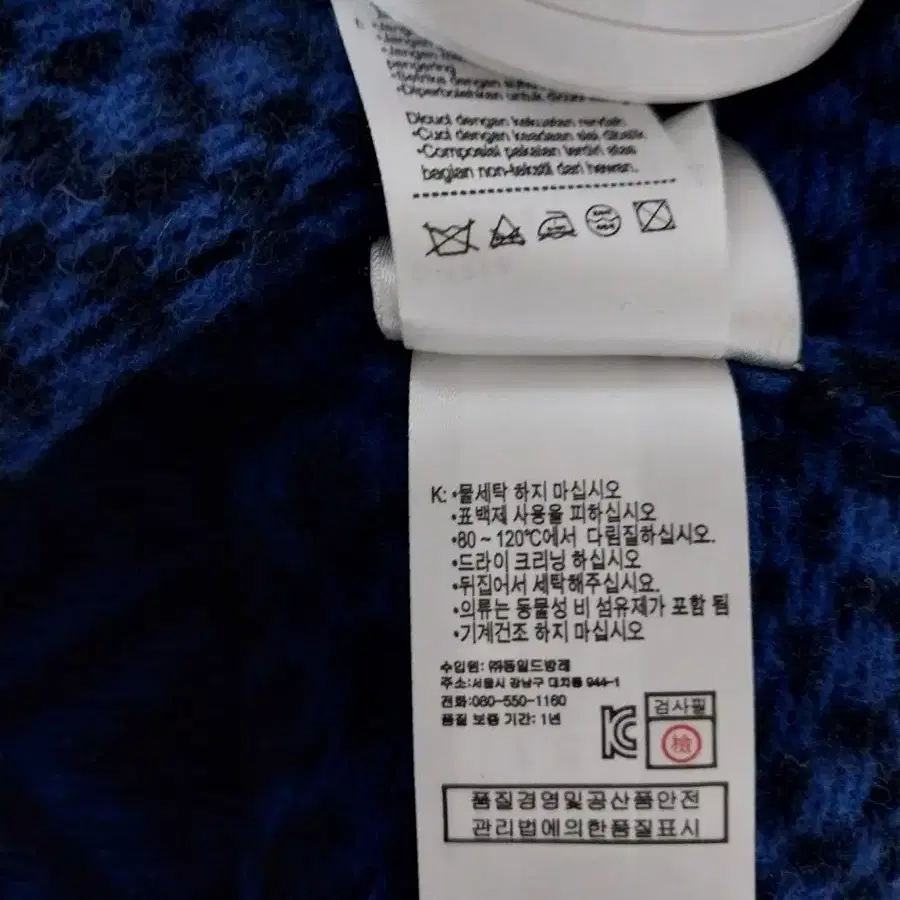 pengering
Dicuci dengan kekuatan rendah
•Cuci dengan keadaan sisi dibalik
•Composisi pakaian terdiri atas
bagian non-tekstil dari hewan.
K: •물세탁 하지 마십시오
•표백제 사용을 피하십시오
•80 ~ 120℃에서 다림질하십시오.
•드라이 크리닝 하십시오
•뒤집어서 세탁해주십시요.
•의류는 동물성 비 섬유제가 포함 됨
•기계건조 하지 마십시오
수입원: ㈜동일드방레
주소:서울시 강남구 대치동 944-1
전화:080-550-1160
품질 보증 기간: 1년
KC
검사필
檢
품질경영및공산품안전
관리법에의한품질표시